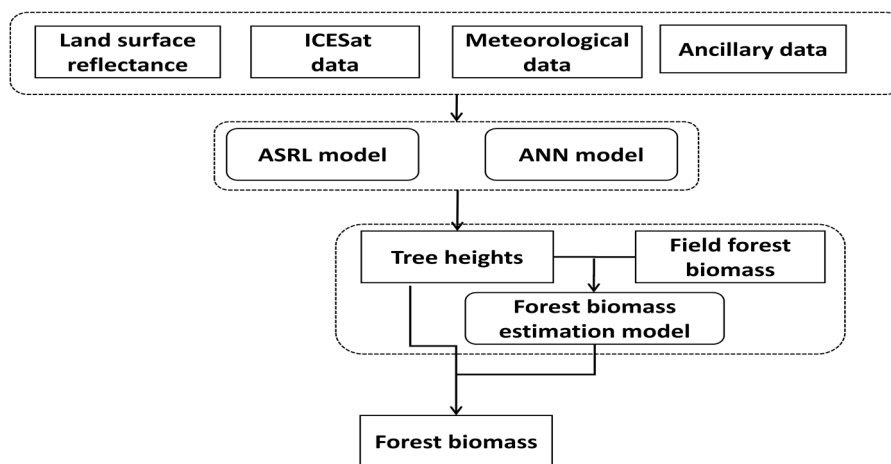 Land surface
reflectance
ICESat
data
Meteorological
data
Ancillary data
ASRL model
ANN model
Tree heights
Field forest
biomass
Forest biomass
estimation model
Forest biomass